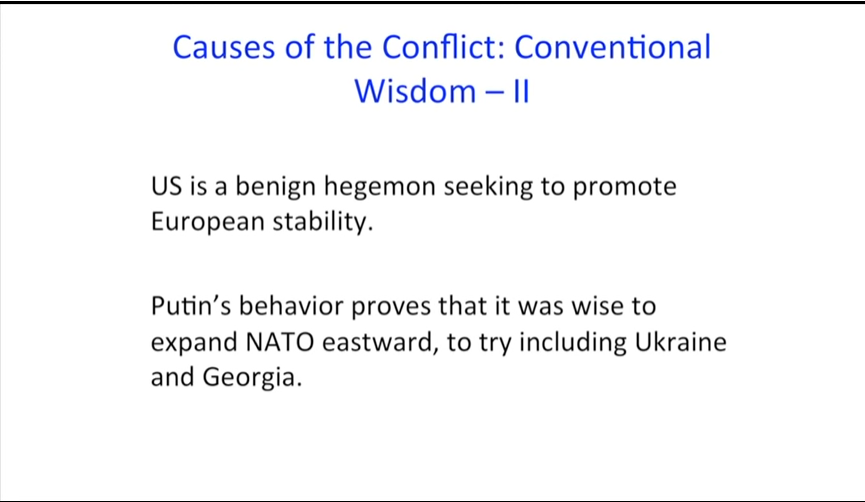 Causes of the Conflict: Conventional
Wisdom – II
US is a benign hegemon seeking to promote
European stability.
Putin’s behavior proves that it was wise to
expand NATO eastward, to try including Ukraine
and Georgia.